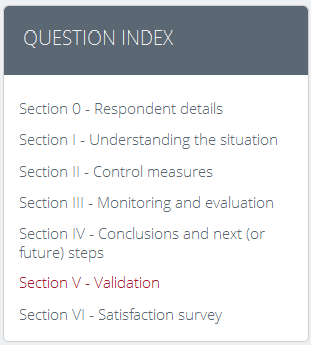 QUESTION INDEX
Section 0 - Respondent details
Section I - Understanding the situation
Section II - Control measures
Section III - Monitoring and evaluation
Section IV - Conclusions and next (or
future) steps
Section V - Validation
Section VI - Satisfaction survey